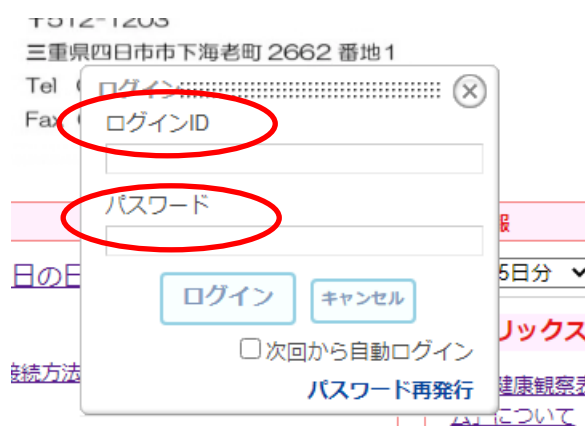 〒512-1203
三重県四日市市下海老町 2662 番地1
Tel
Fax
ログイン
ログインID
パスワード
報
日の日
5日分
ログイン
キャンセル
リックス
次回から自動ログイン
接続方法
健康観察表
パスワード再発行
について